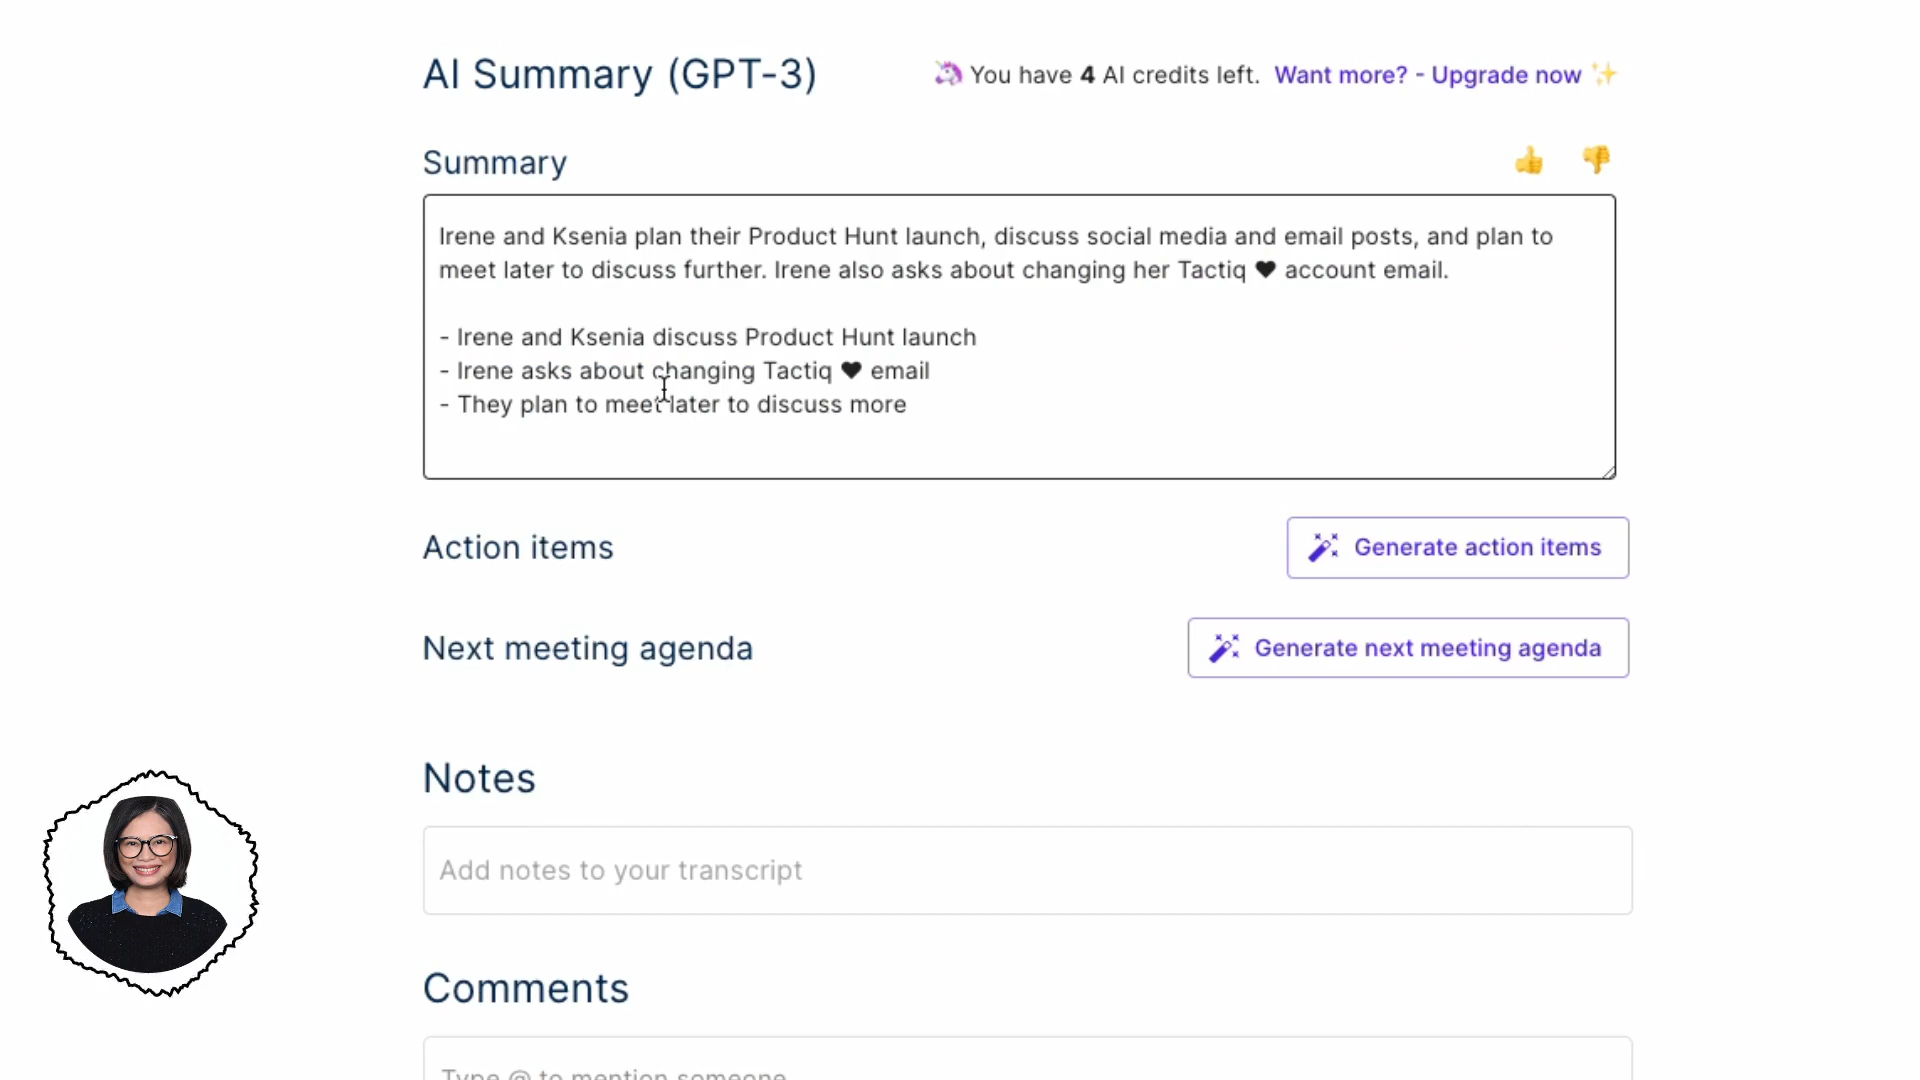 AI Summary (GPT-3)
🦄 You have 4 AI credits left. Want more? - Upgrade now ✨
Summary
Irene and Ksenia plan their Product Hunt launch, discuss social media and email posts, and plan to
meet later to discuss further. Irene also asks about changing her Tactiq ♥ account email.
- Irene and Ksenia discuss Product Hunt launch
- Irene asks about changing Tactiq ♥ email
- They plan to meet later to discuss more
Action items
Generate action items
Next meeting agenda
Generate next meeting agenda
Notes
Add notes to your transcript
Comments
Type @ to mention someone